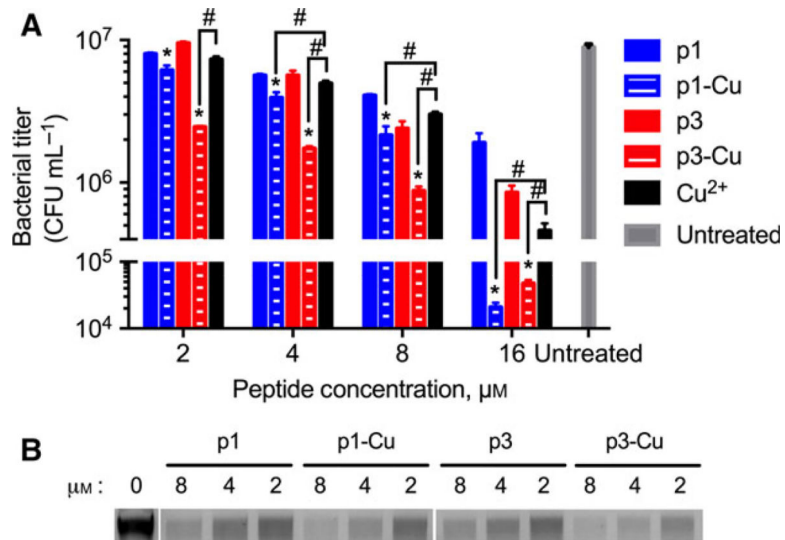 A
10⁷
10⁶
10⁵
10⁴
Bacterial titer
(CFU mL⁻¹)
* * # * * # # * * # # * * # #
2 4 8 16 Untreated
Peptide concentration, μM
p1
p1-Cu
p3
p3-Cu
Cu²⁺
Untreated
B
p1 p1-Cu p3 p3-Cu
μM : 0 8 4 2 8 4 2 8 4 2 8 4 2